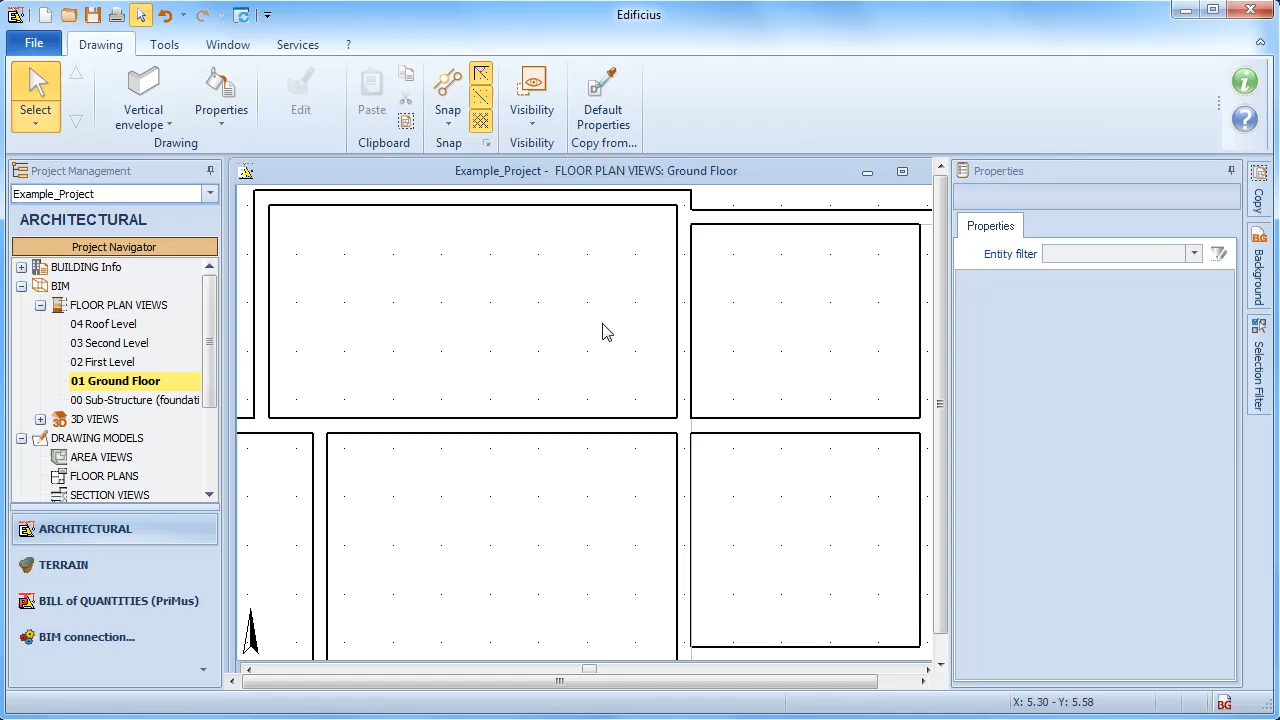 Edificius
File
Drawing
Tools
Window
Services
?
Select
Vertical envelope
Properties
Edit
Paste
Snap
Visibility
Default Properties
Drawing
Clipboard
Snap
Visibility
Copy from...
Project Management
Example_Project
ARCHITECTURAL
Project Navigator
BUILDING Info
BIM
FLOOR PLAN VIEWS
04 Roof Level
03 Second Level
02 First Level
01 Ground Floor
00 Sub-Structure (foundati
3D VIEWS
DRAWING MODELS
AREA VIEWS
FLOOR PLANS
SECTION VIEWS
ARCHITECTURAL
TERRAIN
BILL of QUANTITIES (PriMus)
BIM connection...
Example_Project - FLOOR PLAN VIEWS: Ground Floor
Properties
Properties
Entity filter
Copy
BG
Background
Selection Filter
X: 5.30 - Y: 5.58
BG